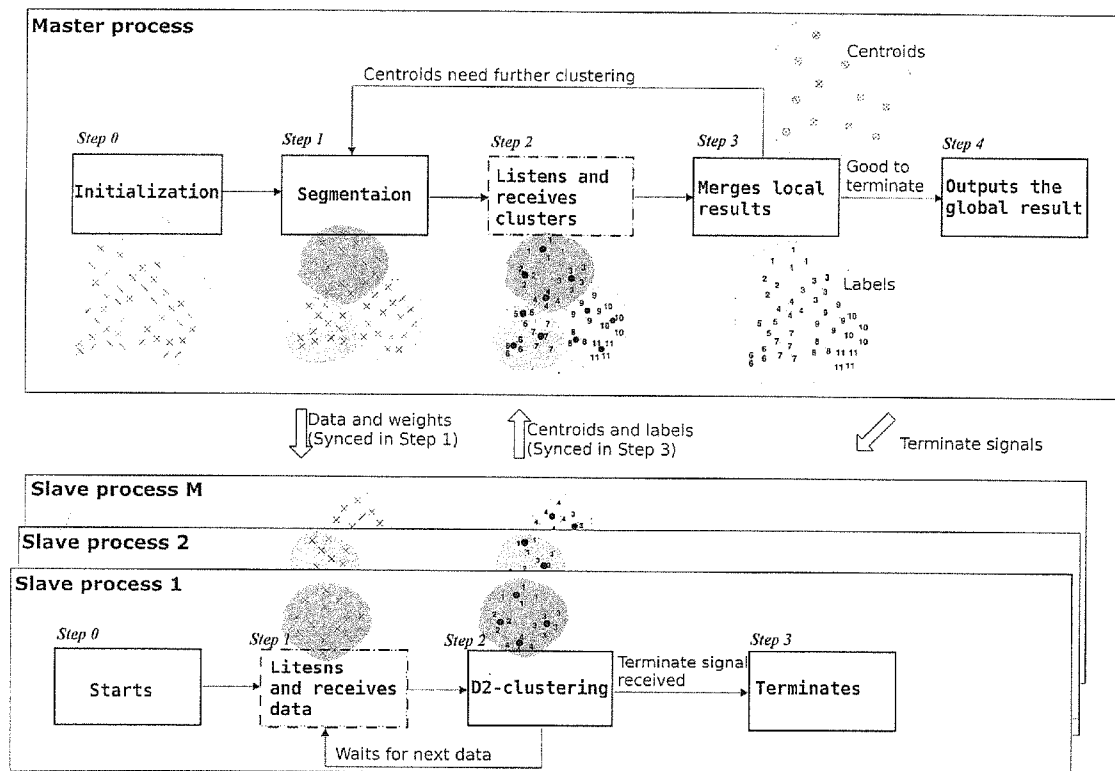 Master process
Centroids
Centroids need further clustering
Step 0
Step 1
Step 2
Step 3
Step 4
Initialization
Segmentaion
Listens and
receives
clusters
Merges local
results
Good to
terminate
Outputs the
global result
Labels
Data and weights
(Synced in Step 1)
Centroids and labels
(Synced in Step 3)
Terminate signals
Slave process M
Slave process 2
Slave process 1
Step 0
Step 1
Step 2
Step 3
Starts
Litesns
and receives
data
D2-clustering
Terminate signal
received
Terminates
Waits for next data